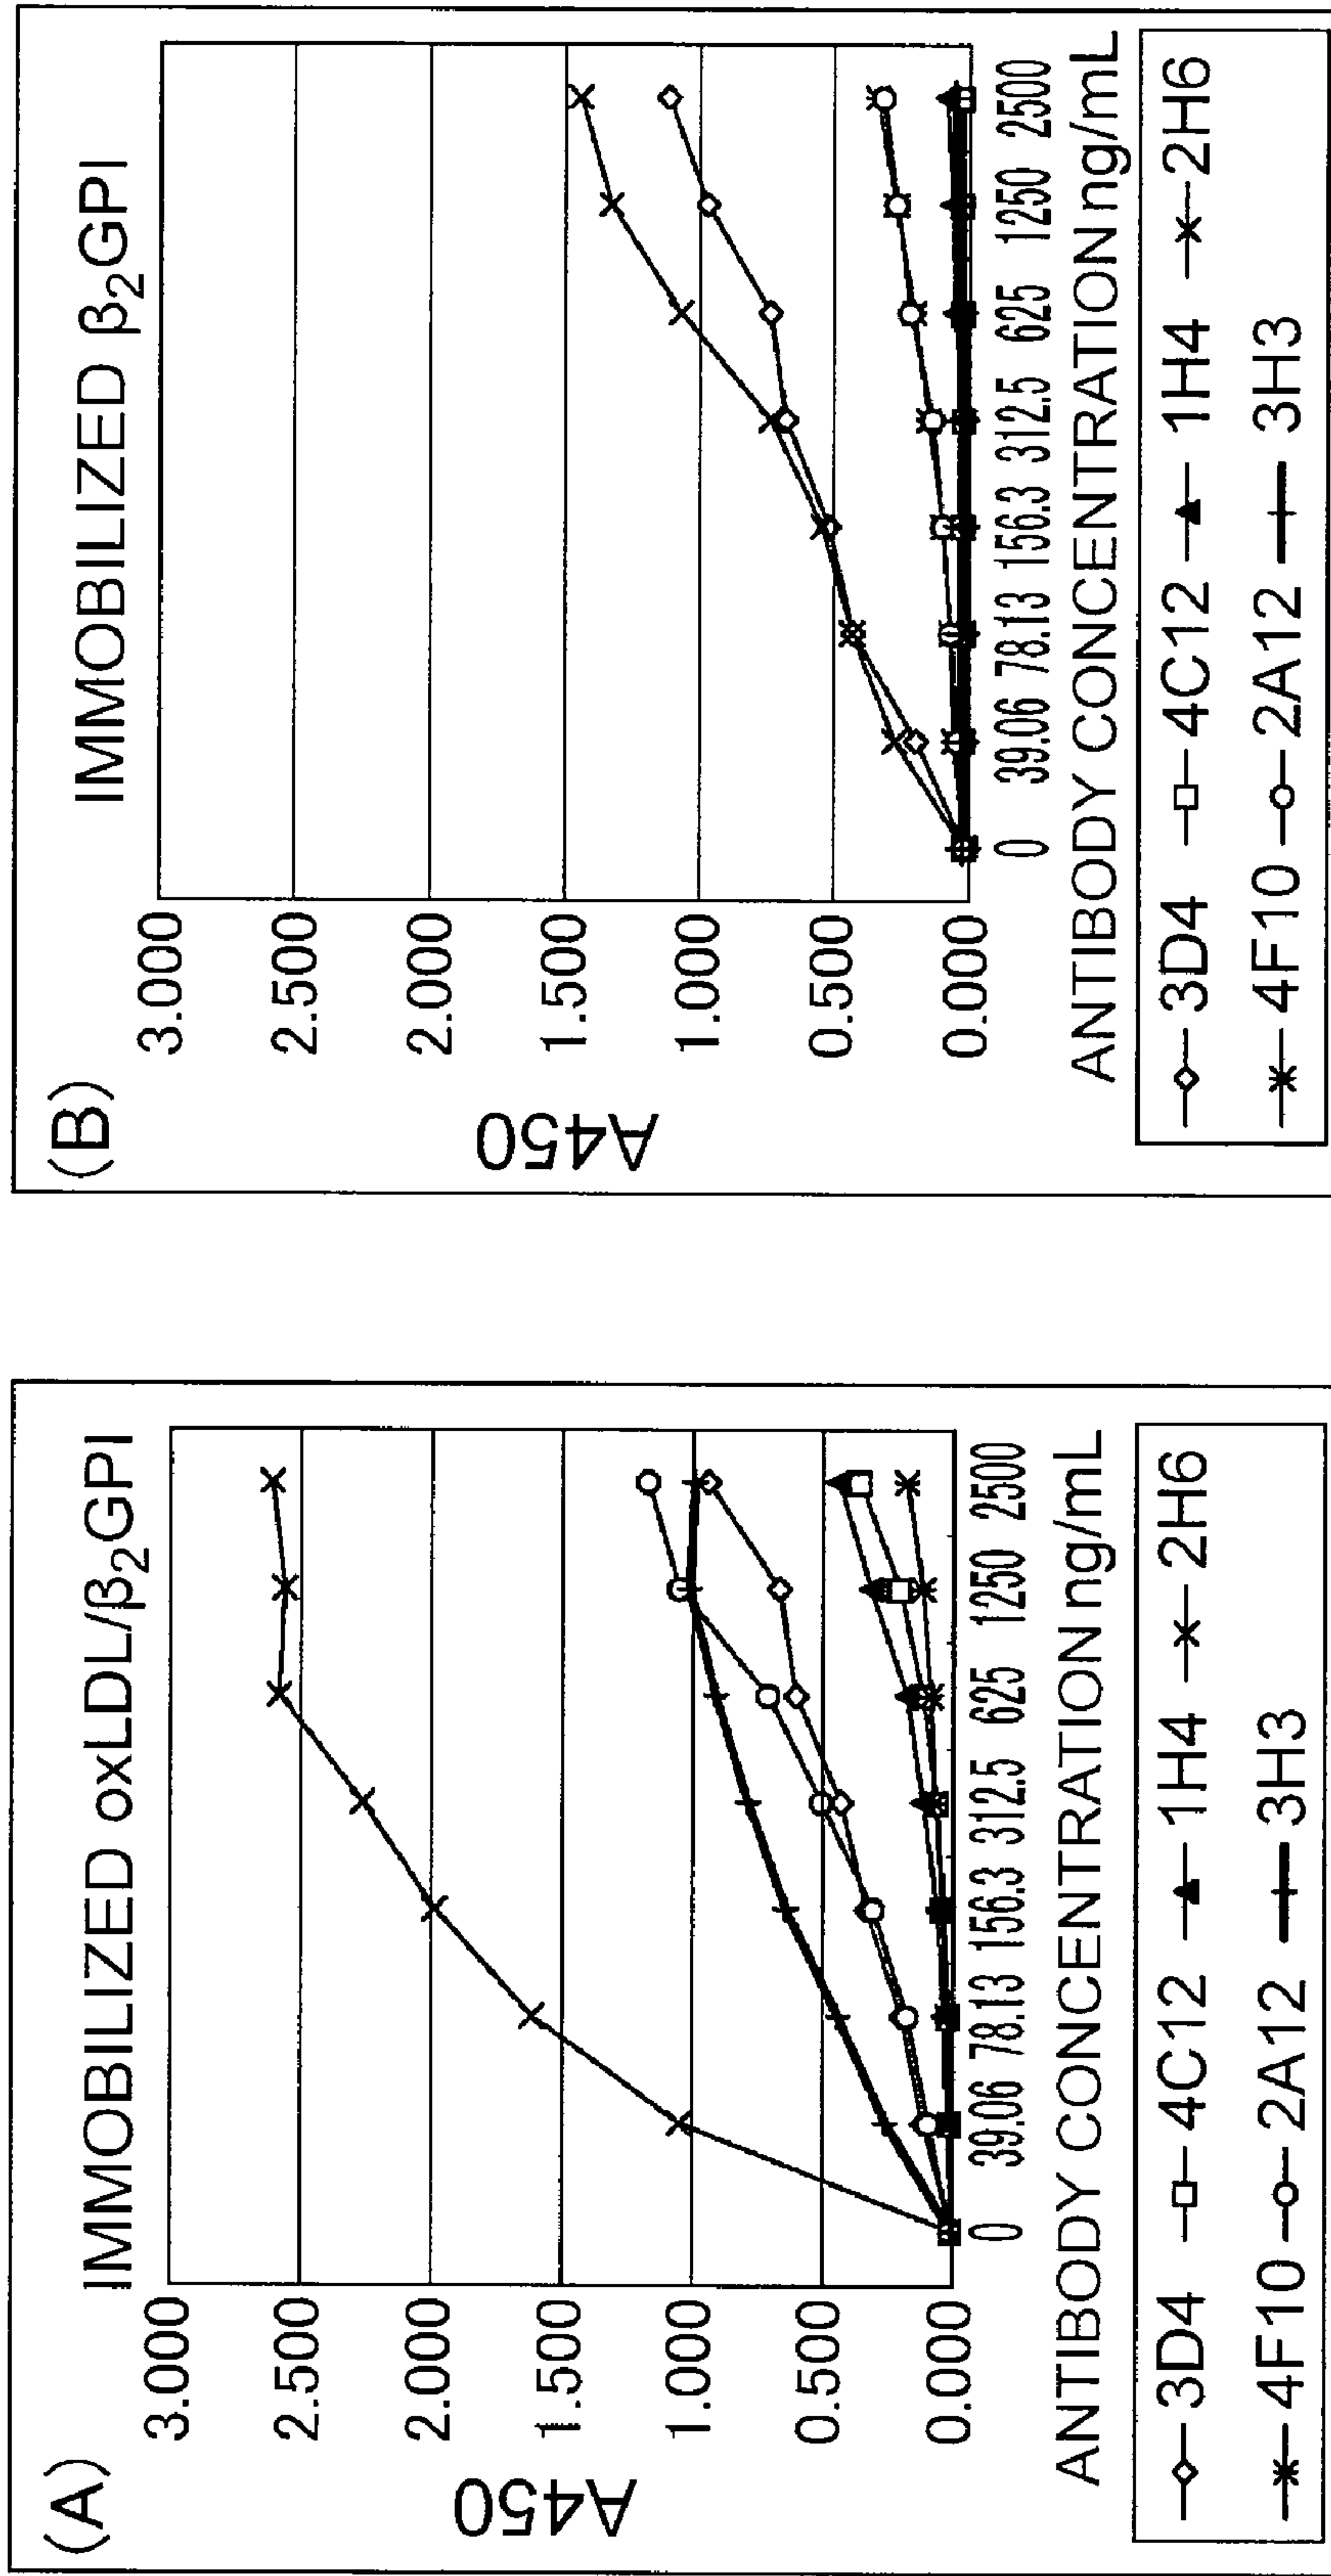 (A)
IMMOBILIZED oxLDL/β₂GPI
3.000
2.500
2.000
1.500
1.000
0.500
0.000
A450
0 39.06 78.13 156.3 312.5 625 1250 2500
ANTIBODY CONCENTRATION ng/mL
3D4 4C12 1H4 2H6
4F10 2A12 3H3
(B)
IMMOBILIZED β₂GPI
3.000
2.500
2.000
1.500
1.000
0.500
0.000
A450
0 39.06 78.13 156.3 312.5 625 1250 2500
ANTIBODY CONCENTRATION ng/mL
3D4 4C12 1H4 2H6
4F10 2A12 3H3